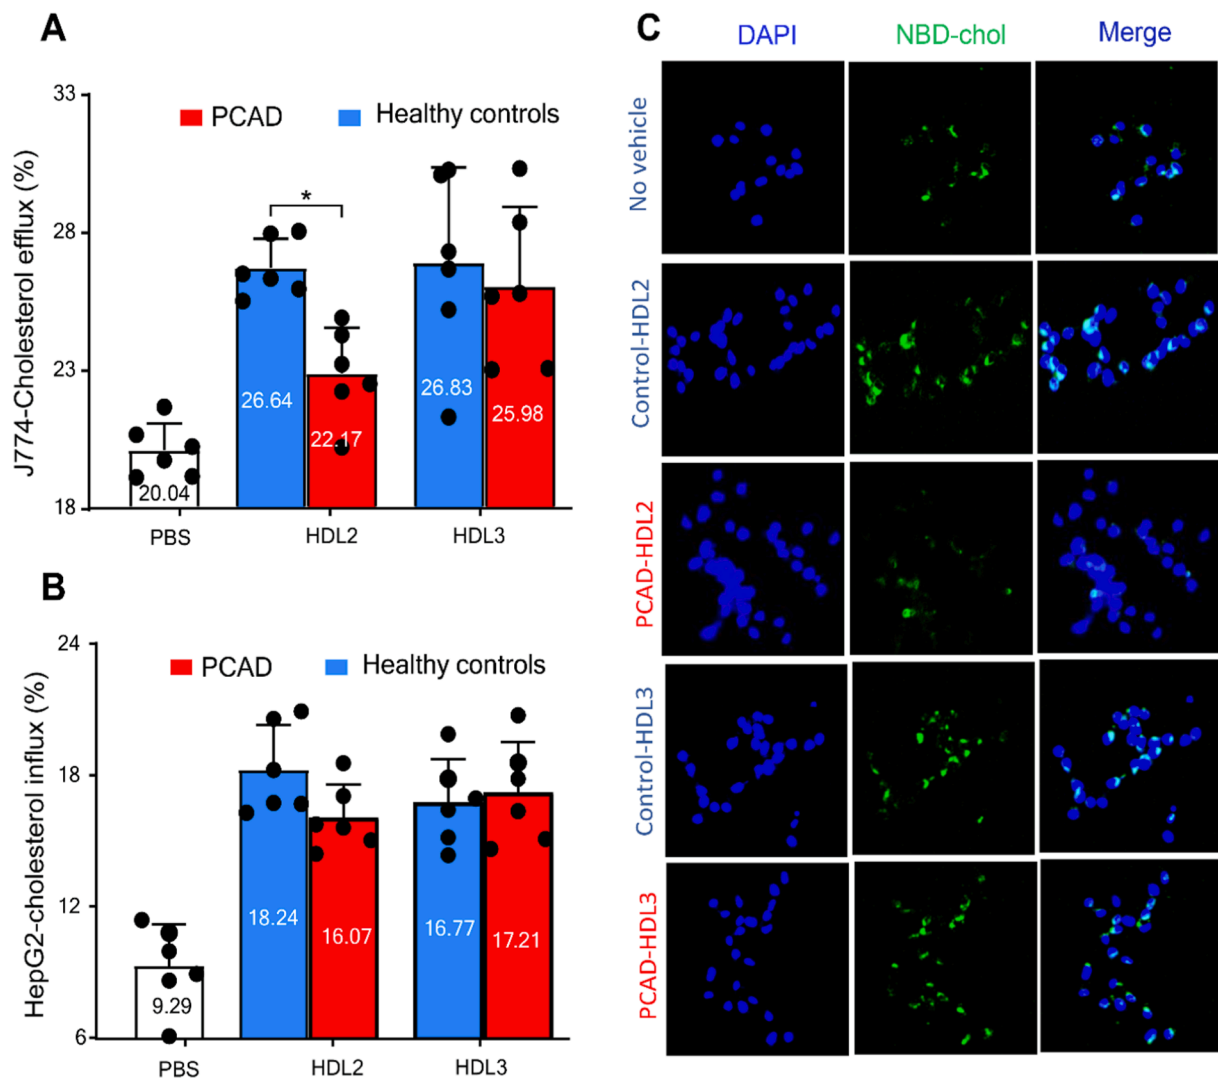 A
J774-Cholesterol efflux (%)
33
28
23
18
PCAD
Healthy controls
*
20.04
26.64
22.17
26.83
25.98
PBS
HDL2
HDL3
B
HepG2-cholesterol influx (%)
24
18
12
6
PCAD
Healthy controls
9.29
18.24
16.07
16.77
17.21
PBS
HDL2
HDL3
C
DAPI
NBD-chol
Merge
No vehicle
Control-HDL2
PCAD-HDL2
Control-HDL3
PCAD-HDL3